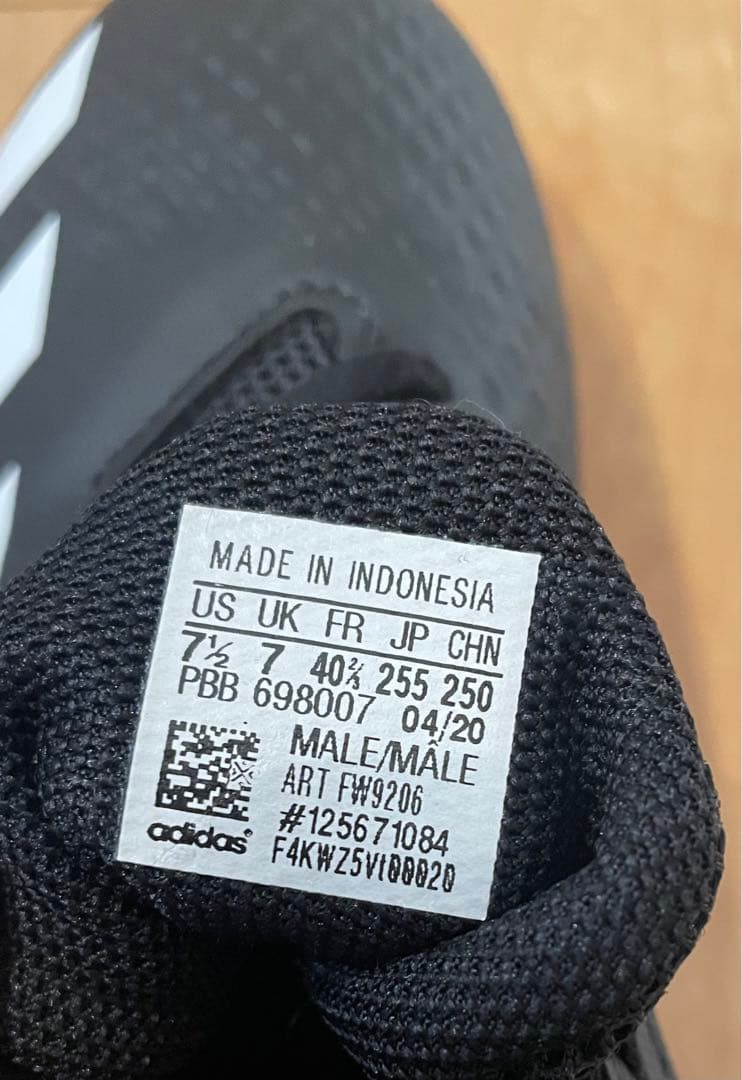 MADE IN INDONESIA
US UK FR JP CHN
7½ 7 40⅔ 255 250
PBB 698007 04/20
MALE/MÂLE
ART FW9206
#125671084
adidas®